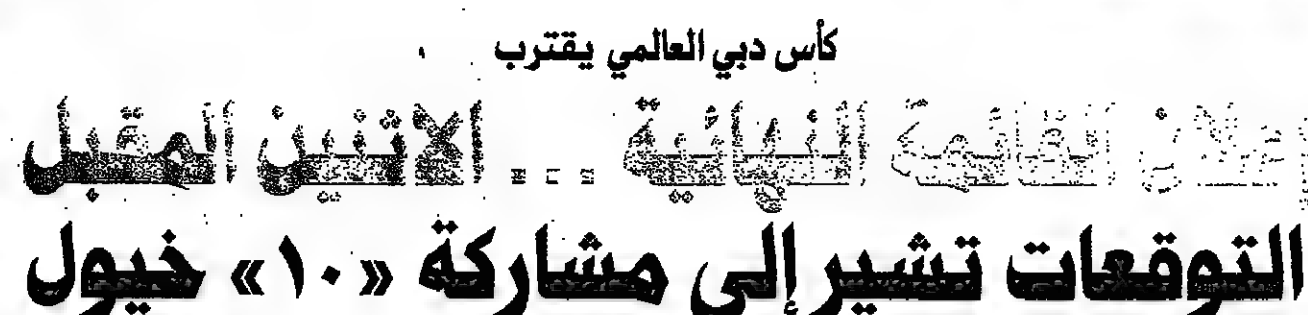 كأس دبي العالمي يقترب
إعلان القائمة النهائية ... الاثنين المقبل
التوقعات تشير إلى مشاركة «١٠» خيول